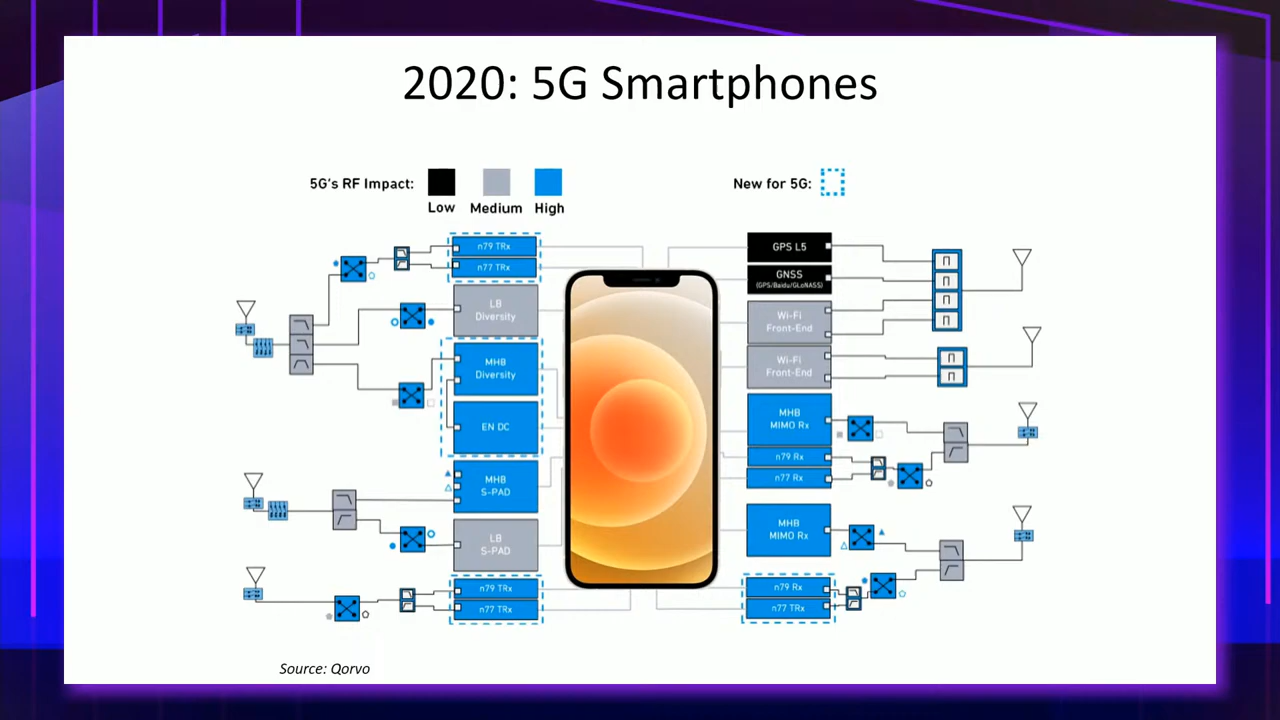 2020: 5G Smartphones
5G's RF Impact:
Low
Medium
High
New for 5G:
n79 TRx
n77 TRx
LB
Diversity
MHB
Diversity
EN DC
MHB
S-PAD
LB
S-PAD
n79 TRx
n77 TRx
GPS L5
GNSS
(GPS/Baidu/GLoNASS)
Wi-Fi
Front-End
Wi-Fi
Front-End
MHB
MIMO Rx
n79 Rx
n77 Rx
MHB
MIMO Rx
n79 Rx
n77 TRx
Source: Qorvo